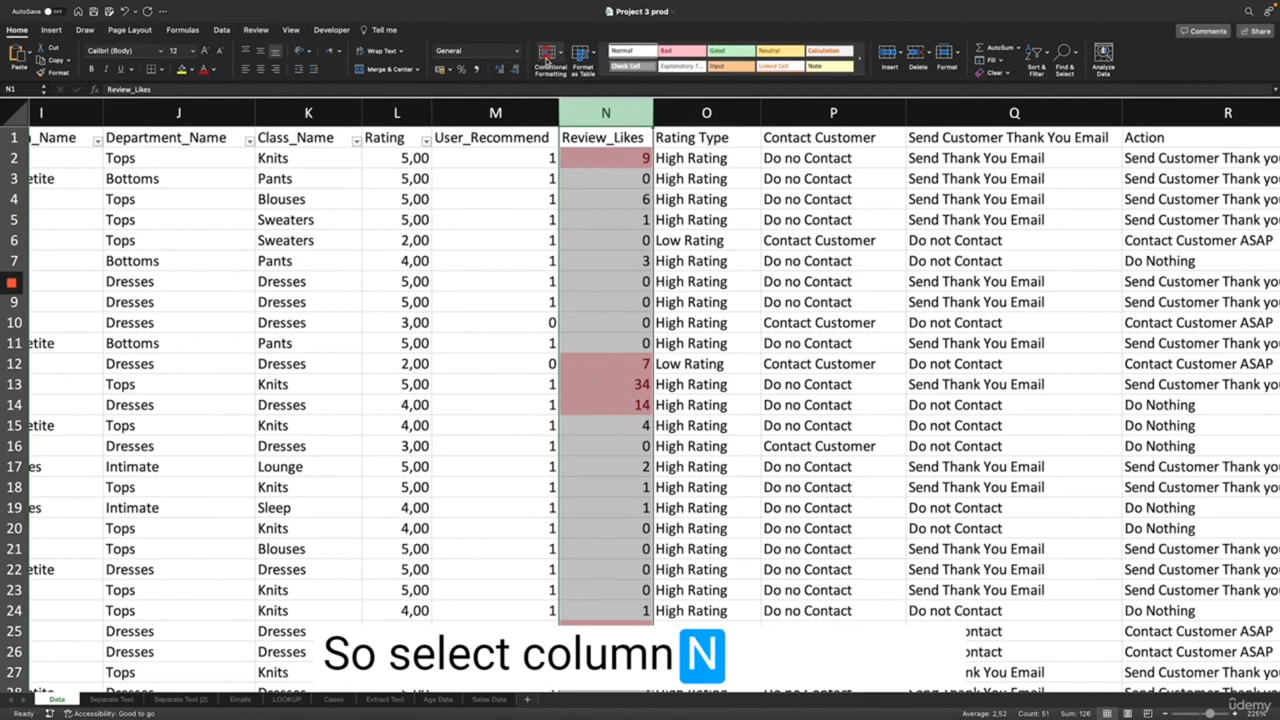 AutoSave Project 3 prod
Home Insert Draw Page Layout Formulas Data Review View Developer Tell me Comments Share
Paste Cut Copy Format Calibri (Body) 12 Wrap Text Merge & Center General Conditional Formatting Format as Table Normal Bad Good Neutral Calculation Check Cell Explanatory T... Input Linked Cell Note Insert Delete Format AutoSum Fill Clear Sort & Filter Find & Select Analyze Data
N1 fx Review_Likes
I J K L M N O P Q R
1 _Name Department_Name Class_Name Rating User_Recommend Review_Likes Rating Type Contact Customer Send Customer Thank You Email Action
2 Tops Knits 5,00 1 9 High Rating Do no Contact Send Thank You Email Send Customer Thank yo
3 etite Bottoms Pants 5,00 1 0 High Rating Do no Contact Send Thank You Email Send Customer Thank yo
4 Tops Blouses 5,00 1 6 High Rating Do no Contact Send Thank You Email Send Customer Thank yo
5 Tops Sweaters 5,00 1 1 High Rating Do no Contact Send Thank You Email Send Customer Thank yo
6 Tops Sweaters 2,00 1 0 Low Rating Contact Customer Do not Contact Contact Customer ASAP
7 Bottoms Pants 4,00 1 3 High Rating Do no Contact Do not Contact Do Nothing
Dresses Dresses 5,00 1 0 High Rating Do no Contact Send Thank You Email Send Customer Thank yo
9 Dresses Dresses 5,00 1 0 High Rating Do no Contact Send Thank You Email Send Customer Thank yo
10 Dresses Dresses 3,00 0 0 High Rating Contact Customer Do not Contact Contact Customer ASAP
11 etite Bottoms Pants 5,00 1 0 High Rating Do no Contact Send Thank You Email Send Customer Thank yo
12 Dresses Dresses 2,00 0 7 Low Rating Contact Customer Do not Contact Contact Customer ASAP
13 Tops Knits 5,00 1 34 High Rating Do no Contact Send Thank You Email Send Customer Thank yo
14 Dresses Dresses 4,00 1 14 High Rating Do no Contact Do not Contact Do Nothing
15 etite Tops Knits 4,00 1 4 High Rating Do no Contact Do not Contact Do Nothing
16 Dresses Dresses 3,00 1 0 High Rating Contact Customer Do not Contact Contact Customer ASAP
17 es Intimate Lounge 5,00 1 2 High Rating Do no Contact Send Thank You Email Send Customer Thank yo
18 Tops Knits 5,00 1 1 High Rating Do no Contact Send Thank You Email Send Customer Thank yo
19 es Intimate Sleep 4,00 1 1 High Rating Do no Contact Do not Contact Do Nothing
20 Tops Knits 4,00 1 0 High Rating Do no Contact Do not Contact Do Nothing
21 Tops Blouses 5,00 1 0 High Rating Do no Contact Send Thank You Email Send Customer Thank yo
22 etite Dresses Dresses 5,00 1 0 High Rating Do no Contact Send Thank You Email Send Customer Thank yo
23 Tops Knits 5,00 1 0 High Rating Do no Contact Send Thank You Email Send Customer Thank yo
24 Tops Knits 4,00 1 1 High Rating Do no Contact Do not Contact Do Nothing
25 Dresses Dresses ontact Contact Customer ASAP
26 Dresses Dresses ontact Contact Customer ASAP
27 Tops Knits nk You Email Send Customer Thank yo
So select column N
Data Separate Text Separate Text (2) Emails LOOKUP Cases Extract Text Age Data Sales Data +
Ready Accessibility: Good to go Average: 2,52 Count: 51 Sum: 126 225%
udemy